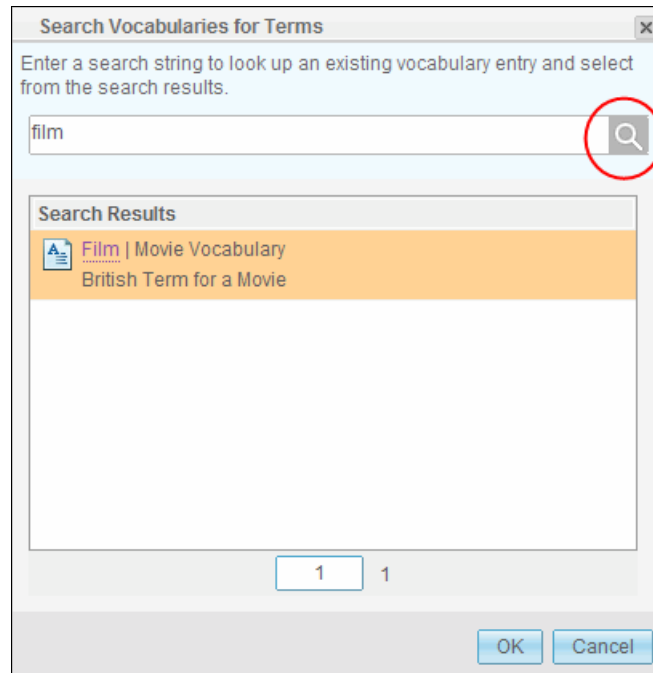 Search Vocabularies for Terms
Enter a search string to look up an existing vocabulary entry and select
from the search results.
film
Search Results
Film | Movie Vocabulary
British Term for a Movie
1 1
OK Cancel